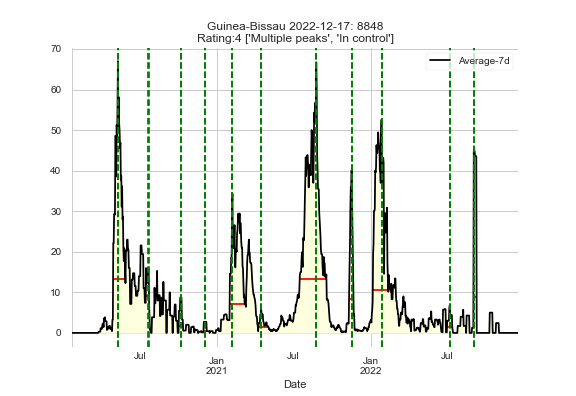 Guinea-Bissau 2022-12-17: 8848
Rating:4 ['Multiple peaks', 'In control']
Average-7d
70
60
50
40
30
20
10
0
Jul
Jan
2021
Jul
Jan
2022
Jul
Date